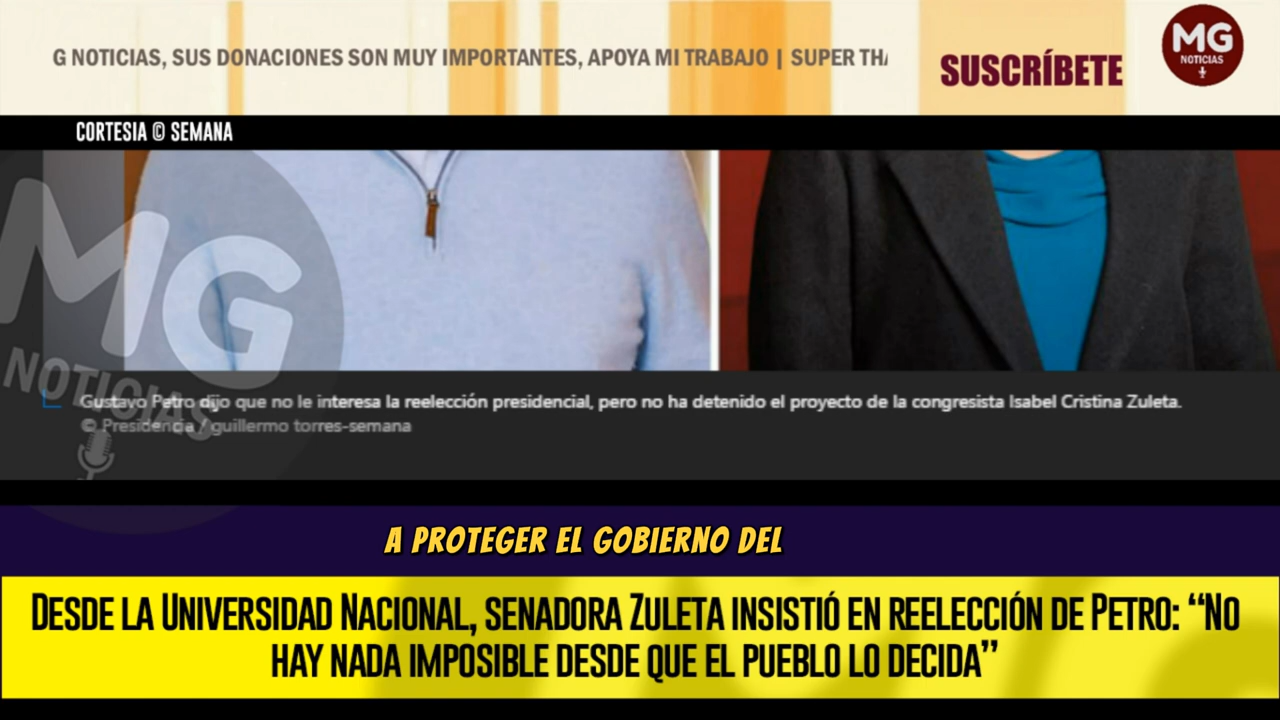 G NOTICIAS, SUS DONACIONES SON MUY IMPORTANTES, APOYA MI TRABAJO | SUPER
SUSCRÍBETE
MG
NOTICIAS
CORTESIA © SEMANA
MG
NOTICIAS
Gustavo Petro dijo que no le interesa la reelección presidencial, pero no ha detenido el proyecto de la congresista Isabel Cristina Zuleta.
© Presidencia / guillermo torres-semana
A PROTEGER EL GOBIERNO DEL
DESDE LA UNIVERSIDAD NACIONAL, SENADORA ZULETA INSISTIÓ EN REELECCIÓN DE PETRO: “NO
HAY NADA IMPOSIBLE DESDE QUE EL PUEBLO LO DECIDA”